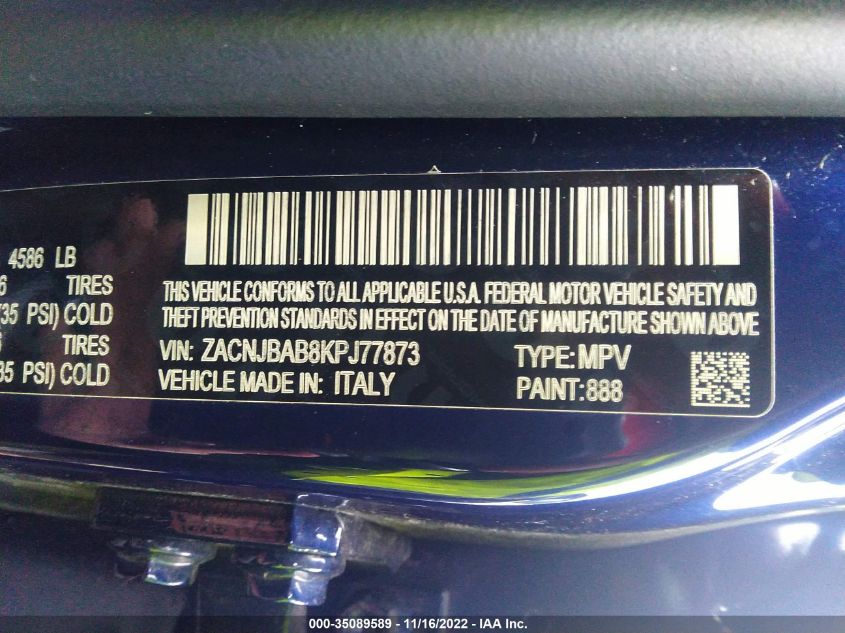 4586 LB
6 TIRES
35 PSI) COLD
TIRES
35 PSI) COLD
THIS VEHICLE CONFORMS TO ALL APPLICABLE U.S.A. FEDERAL MOTOR VEHICLE SAFETY AND
THEFT PREVENTION STANDARDS IN EFFECT ON THE DATE OF MANUFACTURE SHOWN ABOVE
VIN: ZACNJBAB8KPJ77873 TYPE: MPV
VEHICLE MADE IN: ITALY PAINT: 888
000-35089589 - 11/16/2022 - IAA Inc.